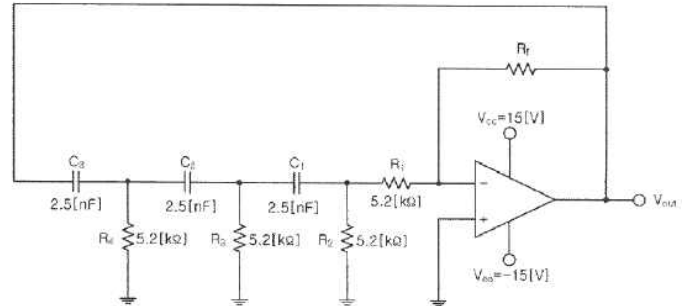 Rf
Vcc=15[V]
C3
C2
C1
Ri
2.5[nF]
2.5[nF]
2.5[nF]
5.2[kΩ]
−
+
Vout
R4
5.2[kΩ]
R3
5.2[kΩ]
R2
5.2[kΩ]
Vee=-15[V]